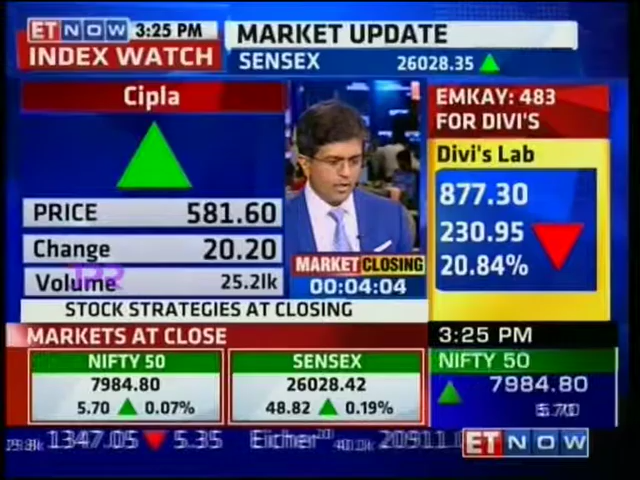 ET NOW 3:25 PM
INDEX WATCH
MARKET UPDATE
SENSEX 26028.35
Cipla
PRICE 581.60
Change 20.20
Volume 25.2lk
MARKET CLOSING
00:04:04
EMKAY: 483
FOR DIVI'S
Divi's Lab
877.30
230.95
20.84%
STOCK STRATEGIES AT CLOSING
MARKETS AT CLOSE
NIFTY 50
7984.80
5.70 0.07%
SENSEX
26028.42
48.82 0.19%
3:25 PM
NIFTY 50
7984.80
1347.05 5.35 Eicher
ET NOW